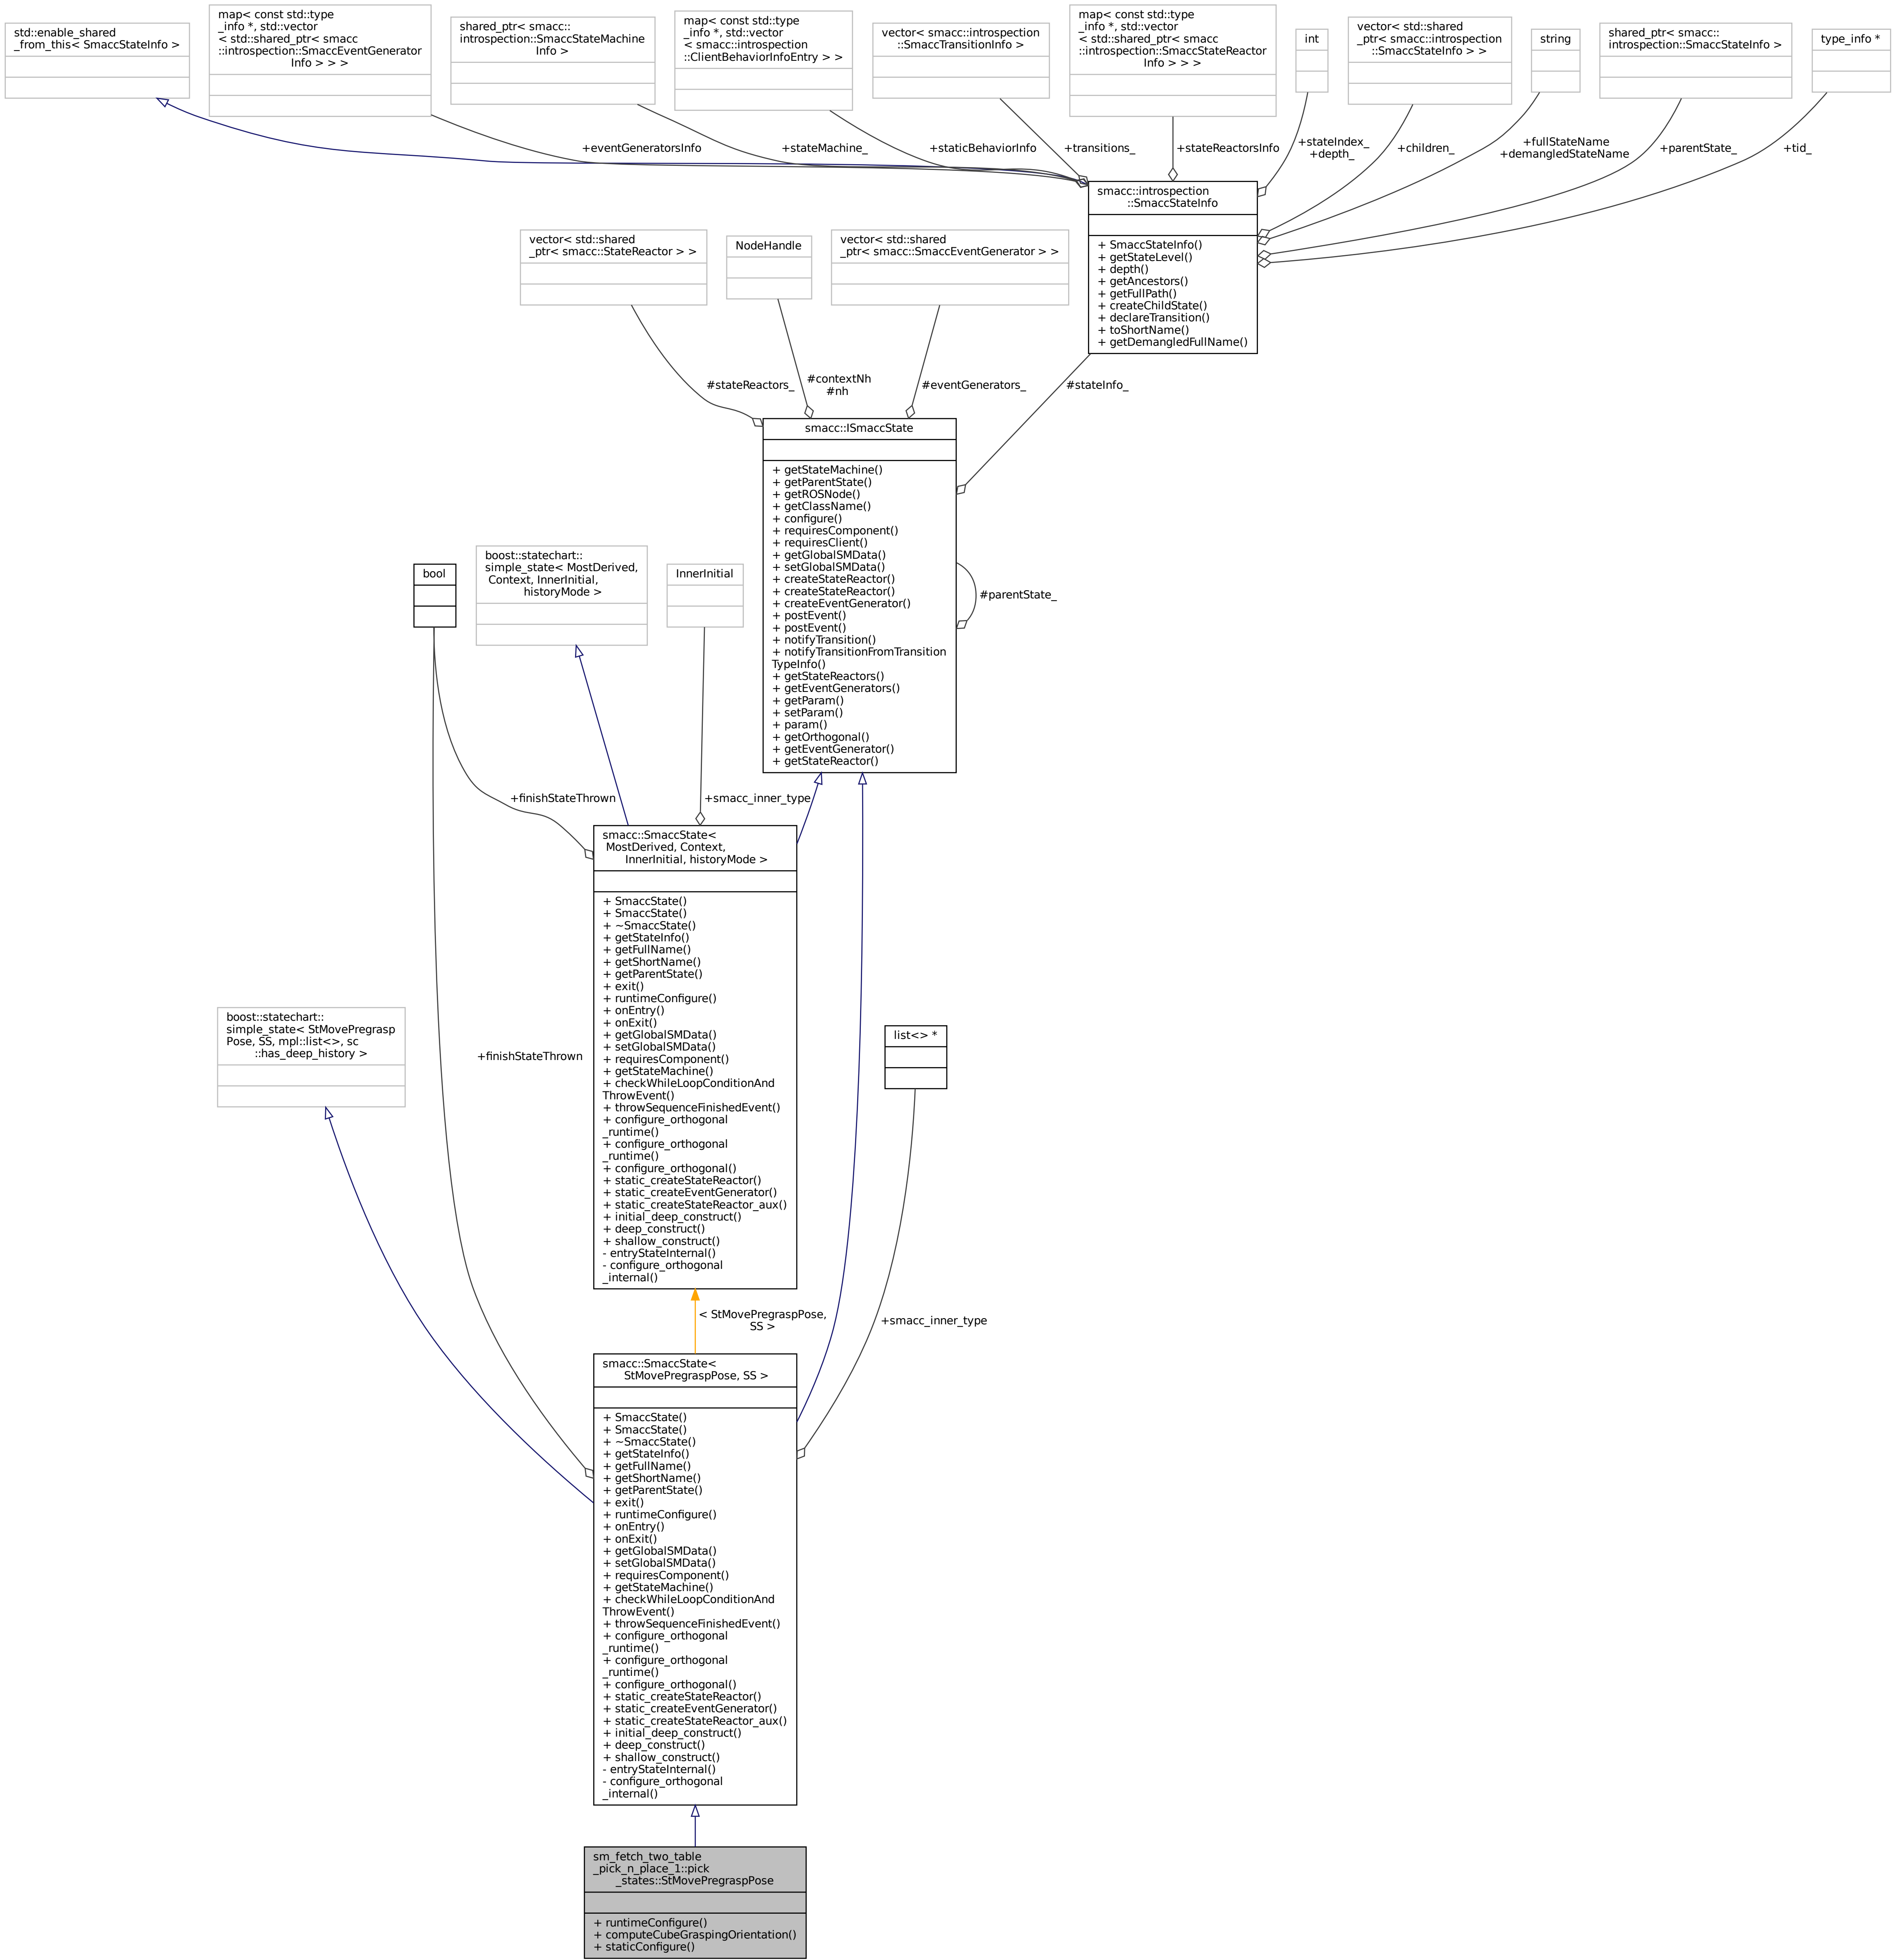 std::enable_shared
_from_this< SmaccStateInfo >
map< const std::type
_info *, std::vector
< std::shared_ptr< smacc
::introspection::SmaccEventGenerator
Info > > >
shared_ptr< smacc::
introspection::SmaccStateMachine
Info >
map< const std::type
_info *, std::vector
< smacc::introspection
::ClientBehaviorInfoEntry > >
vector< smacc::introspection
::SmaccTransitionInfo >
map< const std::type
_info *, std::vector
< std::shared_ptr< smacc
::introspection::SmaccStateReactor
Info > > >
int
vector< std::shared
_ptr< smacc::introspection
::SmaccStateInfo > >
string
shared_ptr< smacc::
introspection::SmaccStateInfo >
type_info *
+eventGeneratorsInfo
+stateMachine_
+staticBehaviorInfo
+transitions_
+stateReactorsInfo
+stateIndex_
+depth_
+children_
+fullStateName
+demangledStateName
+parentState_
+tid_
smacc::introspection
::SmaccStateInfo
+ SmaccStateInfo()
+ getStateLevel()
+ depth()
+ getAncestors()
+ getFullPath()
+ createChildState()
+ declareTransition()
+ toShortName()
+ getDemangledFullName()
vector< std::shared
_ptr< smacc::StateReactor > >
NodeHandle
vector< std::shared
_ptr< smacc::SmaccEventGenerator > >
#stateReactors_
#contextNh
#nh
#eventGenerators_
#stateInfo_
smacc::ISmaccState
+ getStateMachine()
+ getParentState()
+ getROSNode()
+ getClassName()
+ configure()
+ requiresComponent()
+ requiresClient()
+ getGlobalSMData()
+ setGlobalSMData()
+ createStateReactor()
+ createStateReactor()
+ createEventGenerator()
+ postEvent()
+ postEvent()
+ notifyTransition()
+ notifyTransitionFromTransition
TypeInfo()
+ getStateReactors()
+ getEventGenerators()
+ getParam()
+ setParam()
+ param()
+ getOrthogonal()
+ getEventGenerator()
+ getStateReactor()
#parentState_
bool
boost::statechart::
simple_state< MostDerived,
Context, InnerInitial,
historyMode >
InnerInitial
+finishStateThrown
+smacc_inner_type
smacc::SmaccState<
MostDerived, Context,
InnerInitial, historyMode >
+ SmaccState()
+ SmaccState()
+ ~SmaccState()
+ getStateInfo()
+ getFullName()
+ getShortName()
+ getParentState()
+ exit()
+ runtimeConfigure()
+ onEntry()
+ onExit()
+ getGlobalSMData()
+ setGlobalSMData()
+ requiresComponent()
+ getStateMachine()
+ checkWhileLoopConditionAnd
ThrowEvent()
+ throwSequenceFinishedEvent()
+ configure_orthogonal
_runtime()
+ configure_orthogonal
_runtime()
+ configure_orthogonal()
+ static_createStateReactor()
+ static_createEventGenerator()
+ static_createStateReactor_aux()
+ initial_deep_construct()
+ deep_construct()
+ shallow_construct()
- entryStateInternal()
- configure_orthogonal
_internal()
boost::statechart::
simple_state< StMovePregrasp
Pose, SS, mpl::list<>, sc
::has_deep_history >
+finishStateThrown
list<> *
< StMovePregraspPose,
SS >
+smacc_inner_type
smacc::SmaccState<
StMovePregraspPose, SS >
+ SmaccState()
+ SmaccState()
+ ~SmaccState()
+ getStateInfo()
+ getFullName()
+ getShortName()
+ getParentState()
+ exit()
+ runtimeConfigure()
+ onEntry()
+ onExit()
+ getGlobalSMData()
+ setGlobalSMData()
+ requiresComponent()
+ getStateMachine()
+ checkWhileLoopConditionAnd
ThrowEvent()
+ throwSequenceFinishedEvent()
+ configure_orthogonal
_runtime()
+ configure_orthogonal
_runtime()
+ configure_orthogonal()
+ static_createStateReactor()
+ static_createEventGenerator()
+ static_createStateReactor_aux()
+ initial_deep_construct()
+ deep_construct()
+ shallow_construct()
- entryStateInternal()
- configure_orthogonal
_internal()
sm_fetch_two_table
_pick_n_place_1::pick
_states::StMovePregraspPose
+ runtimeConfigure()
+ computeCubeGraspingOrientation()
+ staticConfigure()